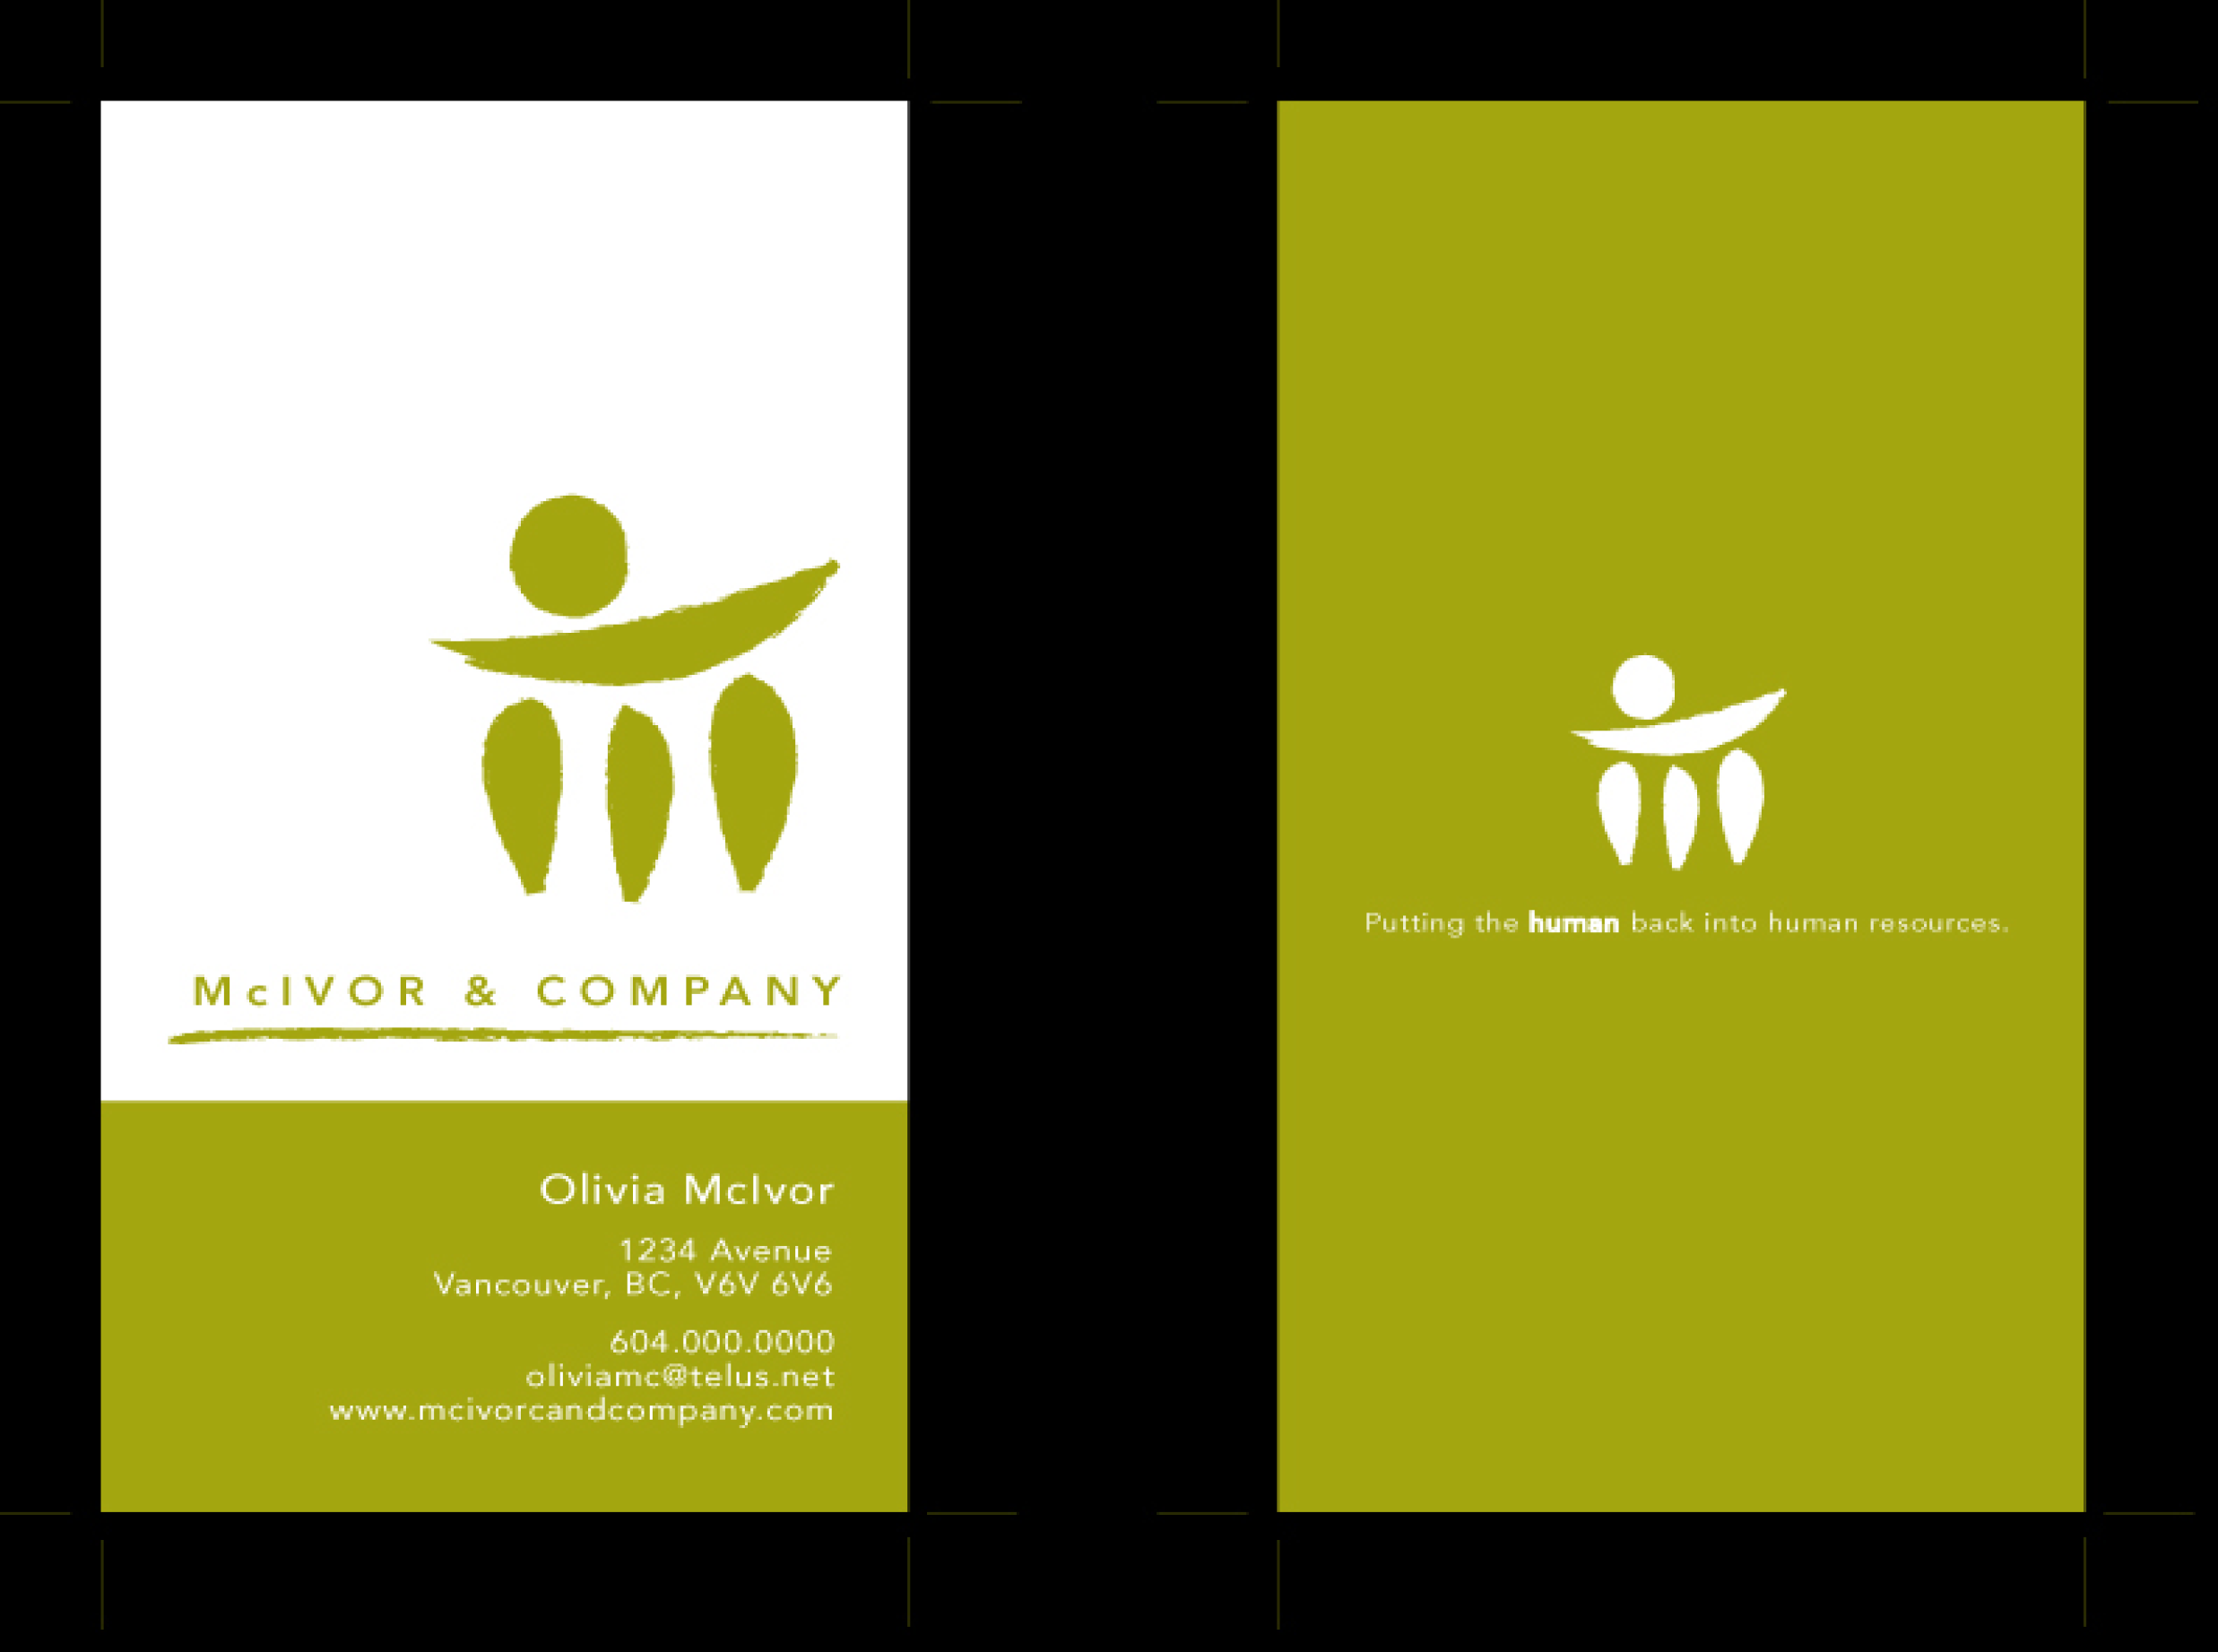 McIVOR & COMPANY
Olivia McIvor
1234 Avenue
Vancouver, BC, V6V 6V6
604.000.0000
oliviamc@telus.net
www.mcivorcandcompany.com
Putting the human back into human resources.